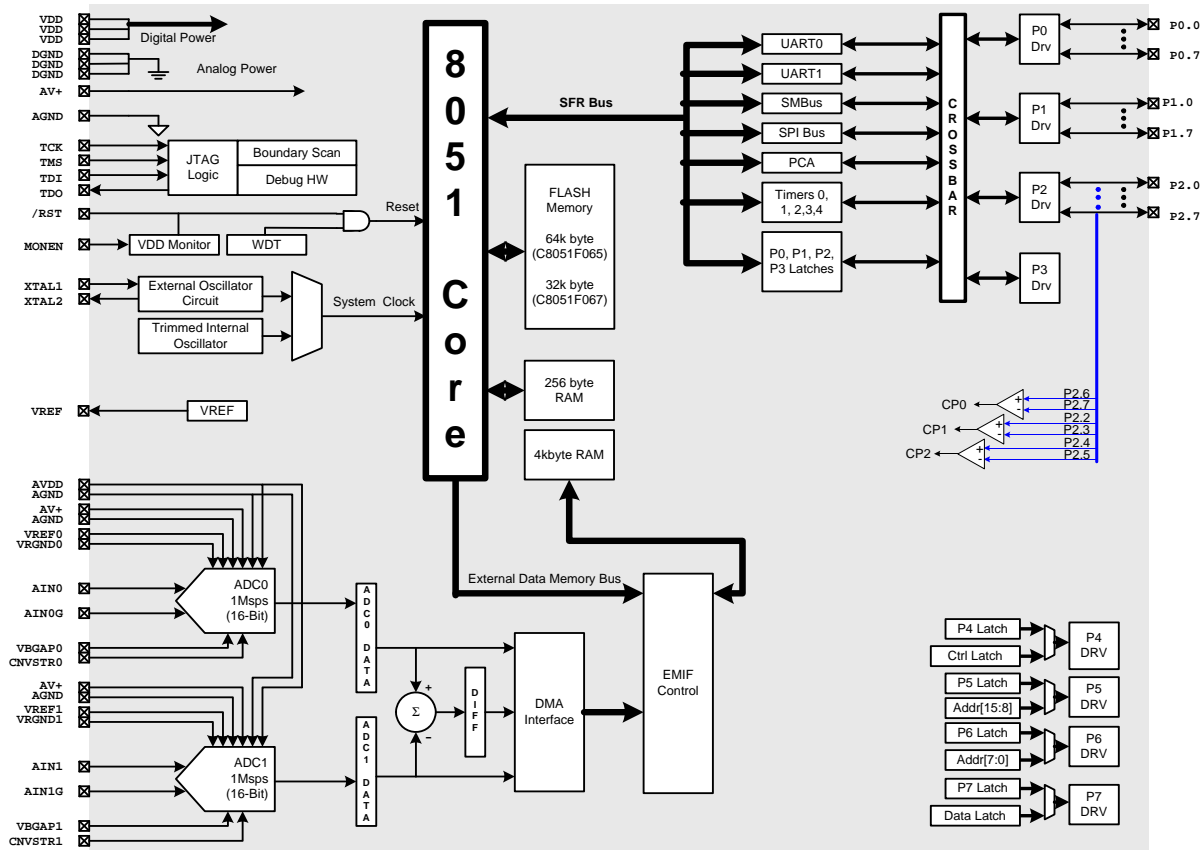 VDD
VDD
VDD
Digital Power
DGND
DGND
DGND
Analog Power
AV+
AGND
TCK
TMS
TDI
TDO
JTAG
Logic
Boundary Scan
Debug HW
/RST
Reset
MONEN
VDD Monitor
WDT
XTAL1
XTAL2
External Oscillator
Circuit
Trimmed Internal
Oscillator
System Clock
VREF
VREF
8051 Core
SFR Bus
FLASH
Memory
64k byte
(C8051F065)
32k byte
(C8051F067)
256 byte
RAM
4kbyte RAM
UART0
UART1
SMBus
SPI Bus
PCA
Timers 0,
1, 2,3,4
P0, P1, P2,
P3 Latches
CROSSBAR
P0
Drv
P1
Drv
P2
Drv
P3
Drv
P0.0
P0.7
P1.0
P1.7
P2.0
P2.7
CP0
+
-
P2.6
P2.7
CP1
+
-
P2.2
P2.3
CP2
+
-
P2.4
P2.5
AVDD
AGND
AV+
AGND
VREF0
VRGND0
AIN0
AIN0G
VBGAP0
CNVSTR0
ADC0
1Msps
(16-Bit)
AV+
AGND
VREF1
VRGND1
AIN1
AIN1G
VBGAP1
CNVSTR1
ADC1
1Msps
(16-Bit)
ADC0 DATA
ADC1 DATA
+
Σ
−
DIFF
DMA
Interface
External Data Memory Bus
EMIF
Control
P4 Latch
Ctrl Latch
P4
DRV
P5 Latch
Addr[15:8]
P5
DRV
P6 Latch
Addr[7:0]
P6
DRV
P7 Latch
Data Latch
P7
DRV